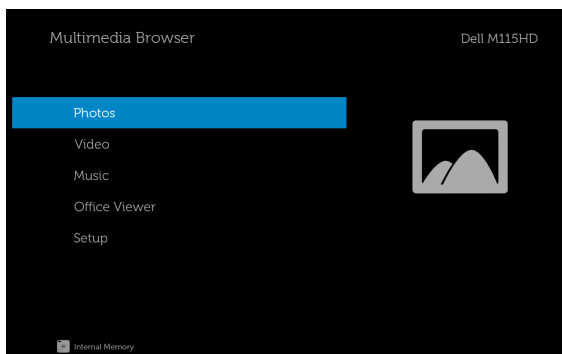 Multimedia Browser
Dell M115HD
Photos
Video
Music
Office Viewer
Setup
Internal Memory